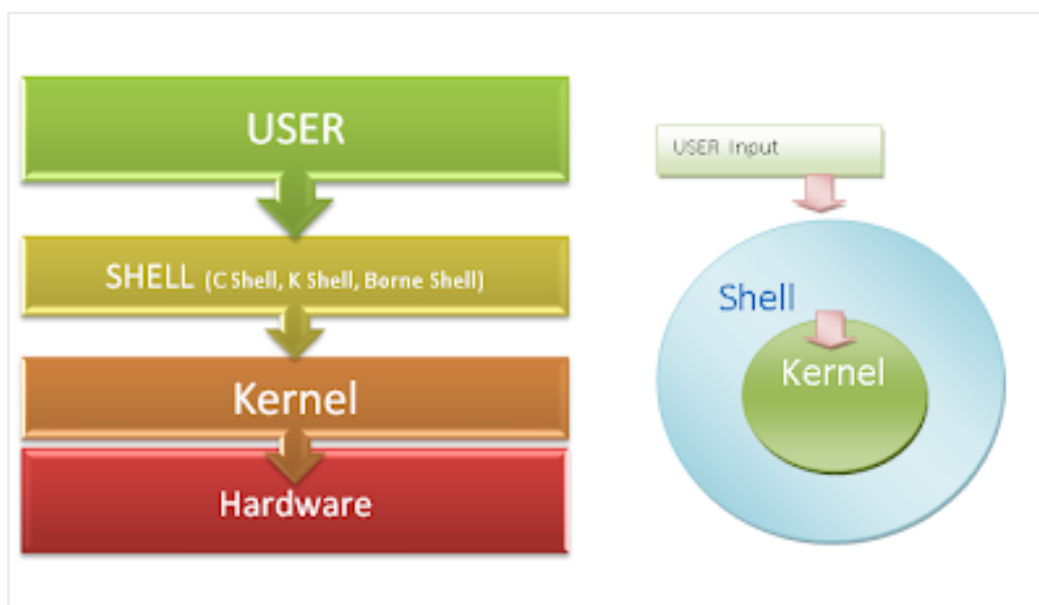 USER
SHELL (C Shell, K Shell, Borne Shell)
Kernel
Hardware
USER Input
Shell
Kernel